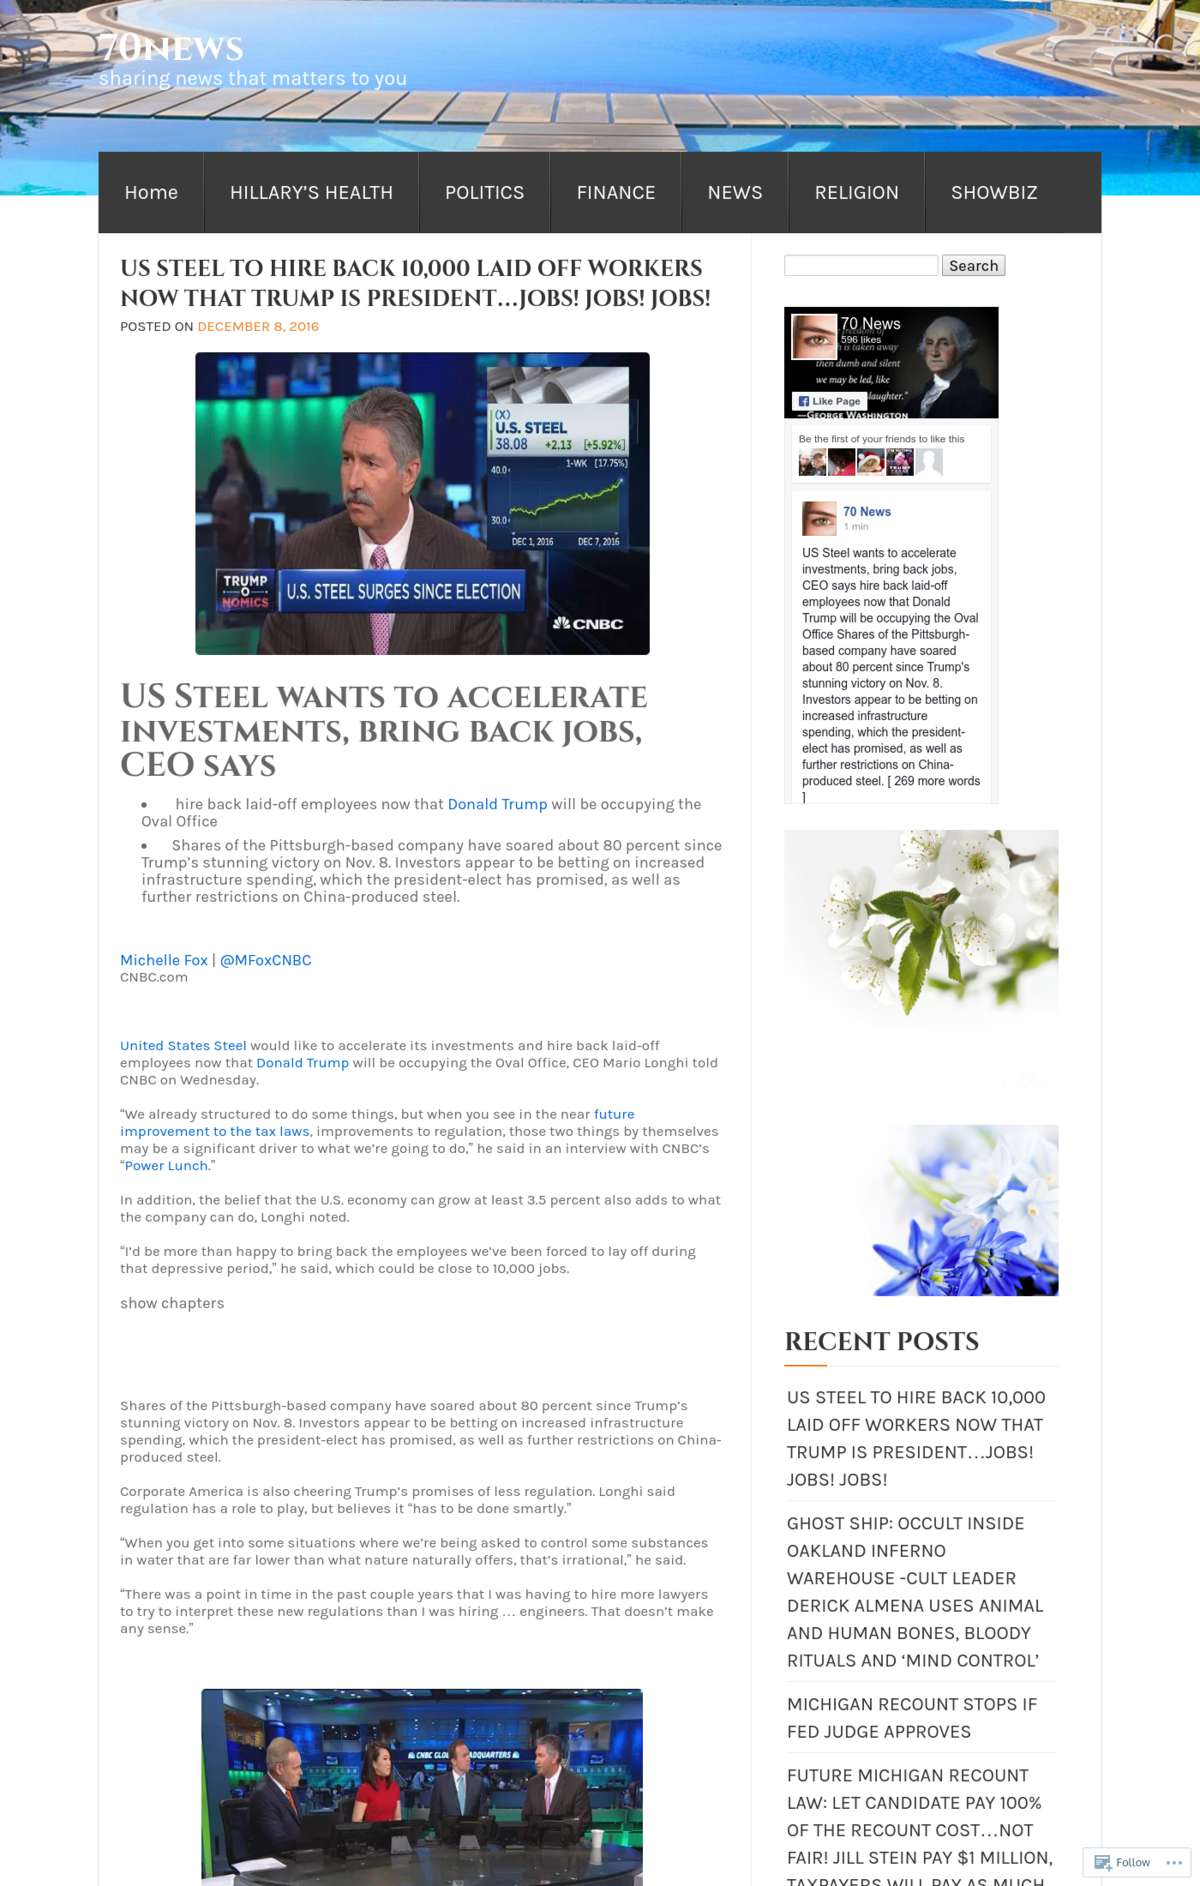 70news
sharing news that matters to you
Home
HILLARY'S HEALTH
POLITICS
FINANCE
NEWS
RELIGION
SHOWBIZ
US STEEL TO HIRE BACK 10,000 LAID OFF WORKERS
NOW THAT TRUMP IS PRESIDENT…JOBS! JOBS! JOBS!
POSTED ON DECEMBER 8, 2016
(X)
U.S. STEEL
38.08 +2.13 [+5.92%]
40.0
1-WK [17.75%]
30.0
DEC 1, 2016 DEC 7, 2016
TRUMP
O
NOMICS
U.S. STEEL SURGES SINCE ELECTION
CNBC
US Steel wants to accelerate
investments, bring back jobs,
CEO says
• hire back laid-off employees now that Donald Trump will be occupying the
Oval Office
• Shares of the Pittsburgh-based company have soared about 80 percent since
Trump's stunning victory on Nov. 8. Investors appear to be betting on increased
infrastructure spending, which the president-elect has promised, as well as
further restrictions on China-produced steel.
Michelle Fox | @MFoxCNBC
CNBC.com
United States Steel would like to accelerate its investments and hire back laid-off
employees now that Donald Trump will be occupying the Oval Office, CEO Mario Longhi told
CNBC on Wednesday.
“We already structured to do some things, but when you see in the near future
improvement to the tax laws, improvements to regulation, those two things by themselves
may be a significant driver to what we're going to do,” he said in an interview with CNBC's
“Power Lunch.”
In addition, the belief that the U.S. economy can grow at least 3.5 percent also adds to what
the company can do, Longhi noted.
“I'd be more than happy to bring back the employees we've been forced to lay off during
that depressive period,” he said, which could be close to 10,000 jobs.
show chapters
Shares of the Pittsburgh-based company have soared about 80 percent since Trump's
stunning victory on Nov. 8. Investors appear to be betting on increased infrastructure
spending, which the president-elect has promised, as well as further restrictions on China-
produced steel.
Corporate America is also cheering Trump's promises of less regulation. Longhi said
regulation has a role to play, but believes it “has to be done smartly.”
“When you get into some situations where we're being asked to control some substances
in water that are far lower than what nature naturally offers, that's irrational,” he said.
“There was a point in time in the past couple years that I was having to hire more lawyers
to try to interpret these new regulations than I was hiring … engineers. That doesn't make
any sense.”
CNBC GLOBAL HEADQUARTERS
Search
70 News
596 likes
is taken away
then dumb and silent
we may be led, like
slaughter."
—GEORGE WASHINGTON
Like Page
Be the first of your friends to like this
70 News
1 min
US Steel wants to accelerate
investments, bring back jobs,
CEO says hire back laid-off
employees now that Donald
Trump will be occupying the Oval
Office Shares of the Pittsburgh-
based company have soared
about 80 percent since Trump's
stunning victory on Nov. 8.
Investors appear to be betting on
increased infrastructure
spending, which the president-
elect has promised, as well as
further restrictions on China-
produced steel. [ 269 more words
]
RECENT POSTS
US STEEL TO HIRE BACK 10,000
LAID OFF WORKERS NOW THAT
TRUMP IS PRESIDENT…JOBS!
JOBS! JOBS!
GHOST SHIP: OCCULT INSIDE
OAKLAND INFERNO
WAREHOUSE -CULT LEADER
DERICK ALMENA USES ANIMAL
AND HUMAN BONES, BLOODY
RITUALS AND ‘MIND CONTROL’
MICHIGAN RECOUNT STOPS IF
FED JUDGE APPROVES
FUTURE MICHIGAN RECOUNT
LAW: LET CANDIDATE PAY 100%
OF THE RECOUNT COST…NOT
FAIR! JILL STEIN PAY $1 MILLION,
TAXPAYERS WILL PAY AS MUCH
Follow